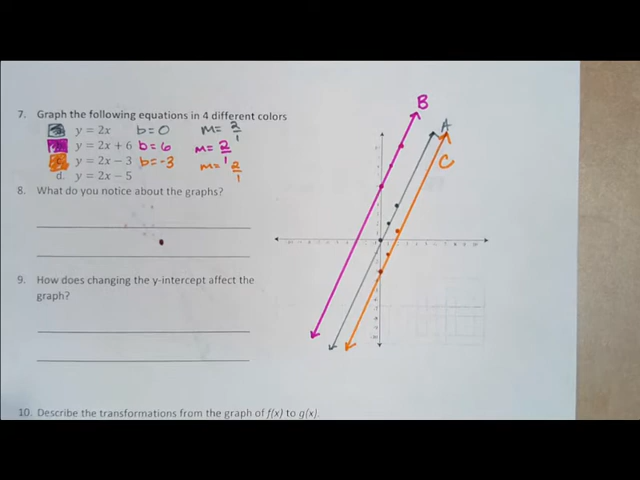 7. Graph the following equations in 4 different colors
y = 2x b=0 m=2/1
y = 2x + 6 b=6 m=2/1
y = 2x − 3 b=-3 m=2/1
d. y = 2x − 5
8. What do you notice about the graphs?
9. How does changing the y-intercept affect the
graph?
10. Describe the transformations from the graph of f(x) to g(x).
B
A
C